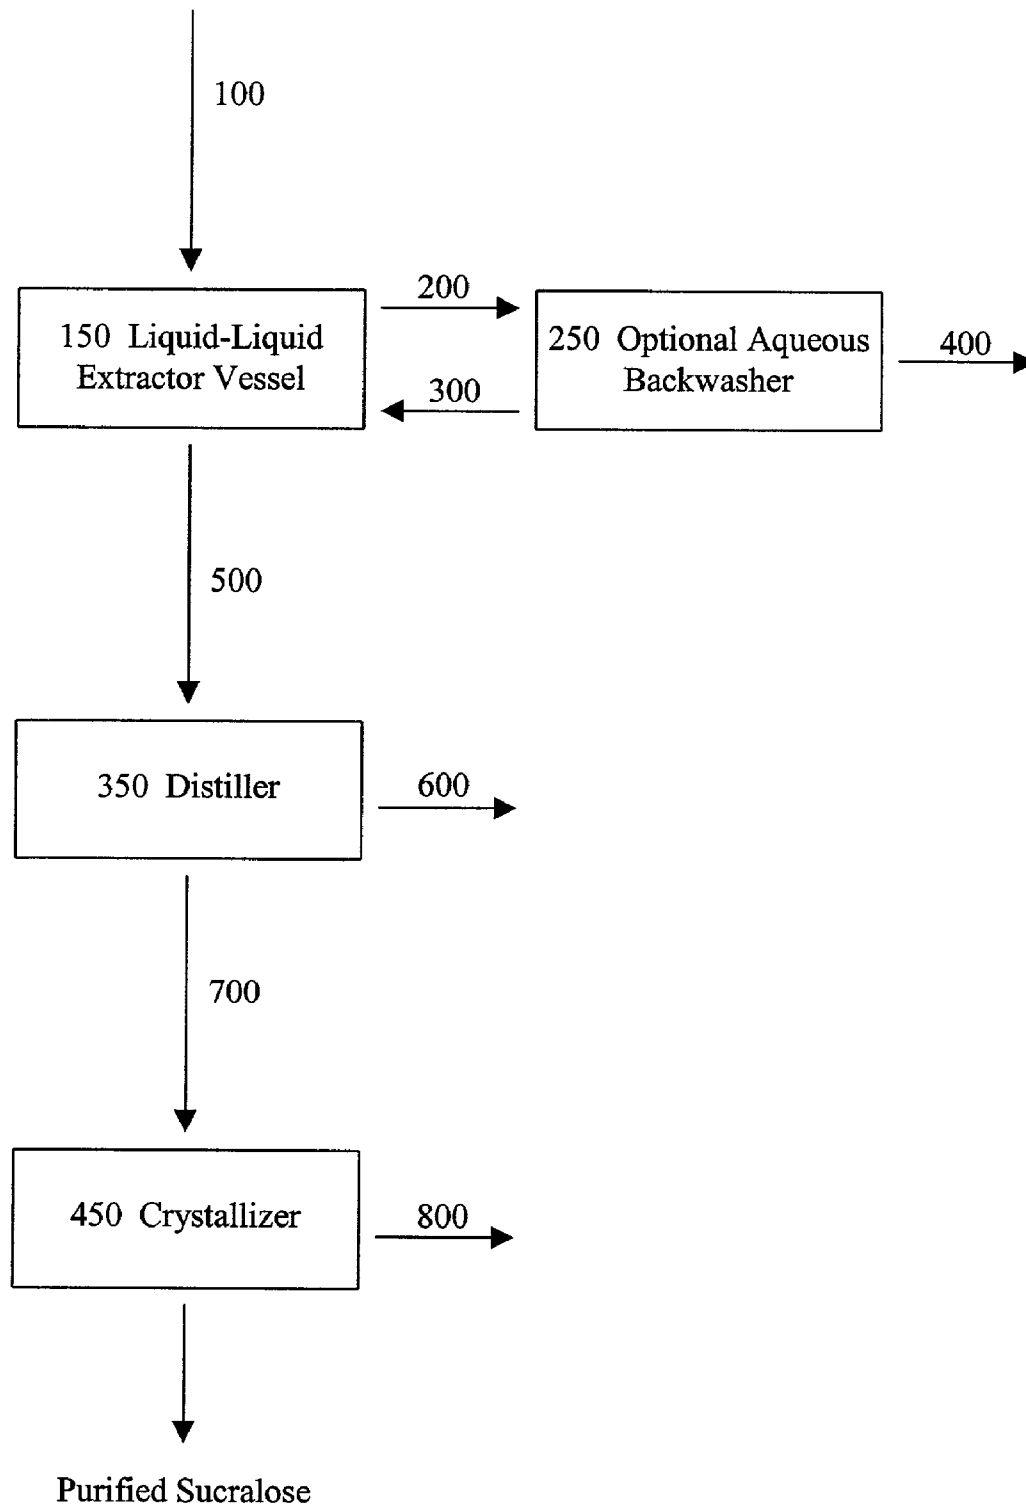 100
200
150 Liquid-Liquid
Extractor Vessel
250 Optional Aqueous
Backwasher
400
300
500
350 Distiller
600
700
450 Crystallizer
800
Purified Sucralose